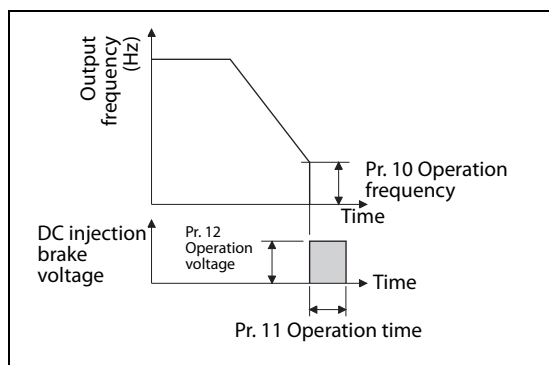 Output
frequency
(Hz)
Pr. 10 Operation
frequency
Time
DC injection
brake
voltage
Pr. 12
Operation
voltage
Time
Pr. 11 Operation time